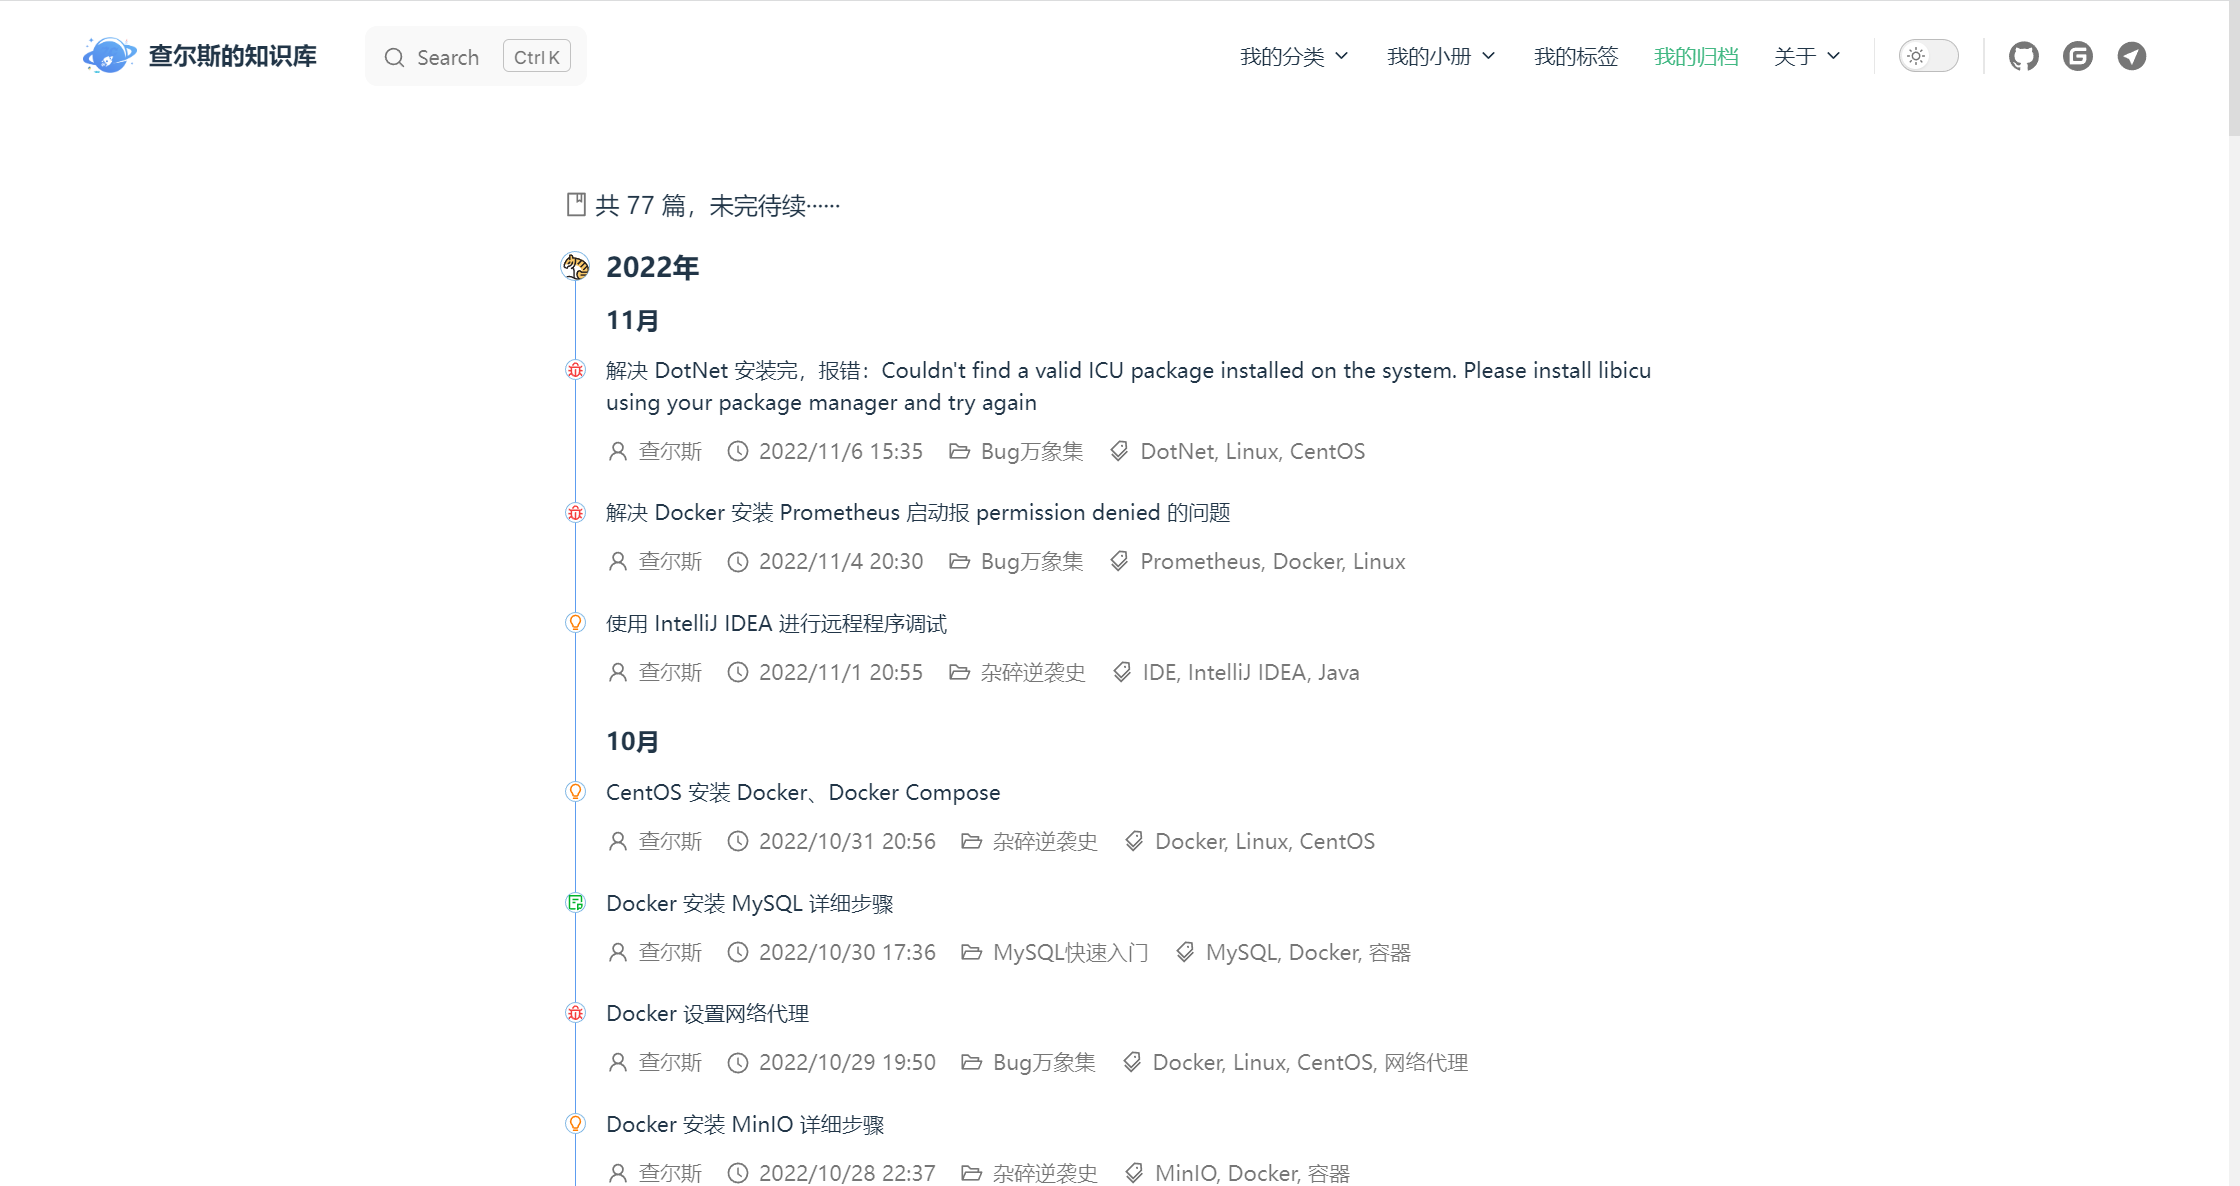 查尔斯的知识库
Search Ctrl K
我的分类 我的小册 我的标签 我的归档 关于
共 77 篇，未完待续……
2022年
11月
解决 DotNet 安装完，报错：Couldn't find a valid ICU package installed on the system. Please install libicu
using your package manager and try again
查尔斯 2022/11/6 15:35 Bug万象集 DotNet, Linux, CentOS
解决 Docker 安装 Prometheus 启动报 permission denied 的问题
查尔斯 2022/11/4 20:30 Bug万象集 Prometheus, Docker, Linux
使用 IntelliJ IDEA 进行远程程序调试
查尔斯 2022/11/1 20:55 杂碎逆袭史 IDE, IntelliJ IDEA, Java
10月
CentOS 安装 Docker、Docker Compose
查尔斯 2022/10/31 20:56 杂碎逆袭史 Docker, Linux, CentOS
Docker 安装 MySQL 详细步骤
查尔斯 2022/10/30 17:36 MySQL快速入门 MySQL, Docker, 容器
Docker 设置网络代理
查尔斯 2022/10/29 19:50 Bug万象集 Docker, Linux, CentOS, 网络代理
Docker 安装 MinIO 详细步骤
查尔斯 2022/10/28 22:37 杂碎逆袭史 MinIO, Docker, 容器